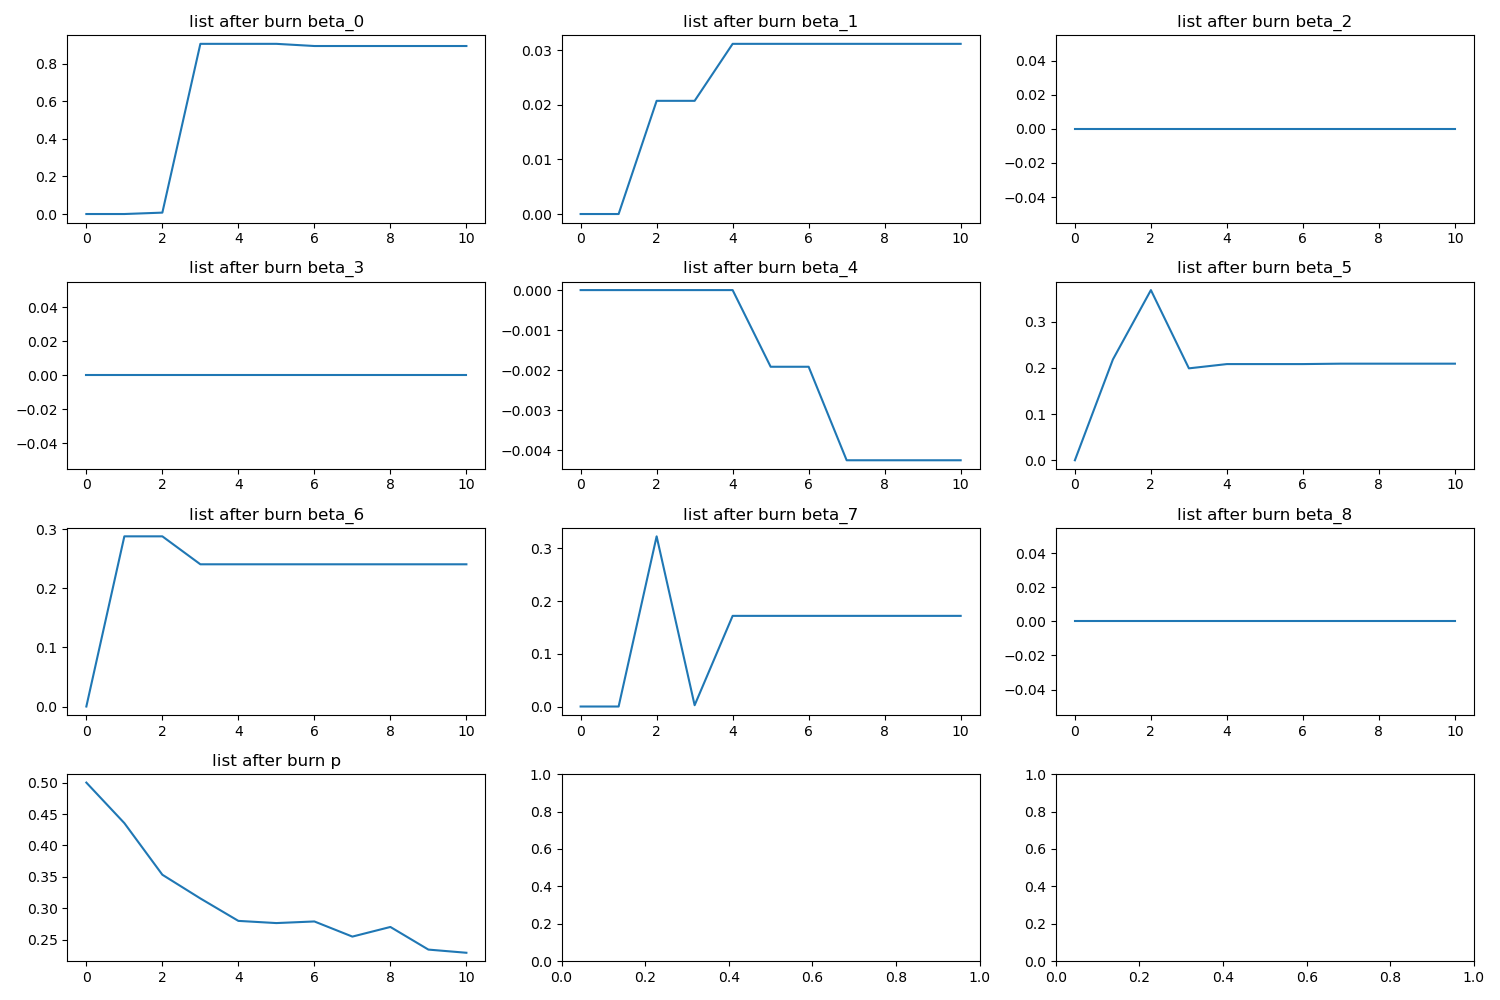 list after burn beta_0 list after burn beta_1 list after burn beta_2
0.8 0.03 0.04
0.6 0.02 0.02
0.4 0.01 0.00
0.2 0.00 −0.02
0.0 −0.04
0 2 4 6 8 10 0 2 4 6 8 10 0 2 4 6 8 10
list after burn beta_3 list after burn beta_4 list after burn beta_5
0.04 0.000 0.3
0.02 −0.001 0.2
0.00 −0.002 0.1
−0.02 −0.003 0.0
−0.04 −0.004
0 2 4 6 8 10 0 2 4 6 8 10 0 2 4 6 8 10
list after burn beta_6 list after burn beta_7 list after burn beta_8
0.3 0.3 0.04
0.2 0.2 0.02
0.1 0.1 0.00
0.0 0.0 −0.02
−0.04
0 2 4 6 8 10 0 2 4 6 8 10 0 2 4 6 8 10
list after burn p
0.50 1.0 1.0
0.45 0.8 0.8
0.40 0.6 0.6
0.35 0.4 0.4
0.30 0.2 0.2
0.25 0.0 0.0
0 2 4 6 8 10 0.0 0.2 0.4 0.6 0.8 1.0 0.0 0.2 0.4 0.6 0.8 1.0